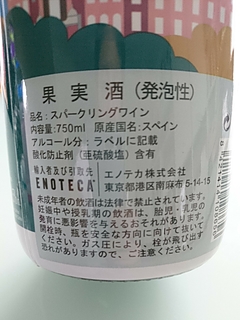 果実酒（発泡性）
品名：スパークリングワイン
内容量：750ml 原産国名：スペイン
アルコール分：ラベルに記載
酸化防止剤（亜硫酸塩）含有
輸入者及び引取先 エノテカ株式会社
ENOTECA 東京都港区南麻布5-14-15
未成年者の飲酒は法律で禁止されています。
妊娠中や授乳期の飲酒は、胎児・乳児の
発育に悪影響を与えるおそれがあります。
開栓時、瓶を安全な方向に向けて抜いて
ください。ガス圧により、栓が飛び出す
恐れがありますので、ご注意ください。